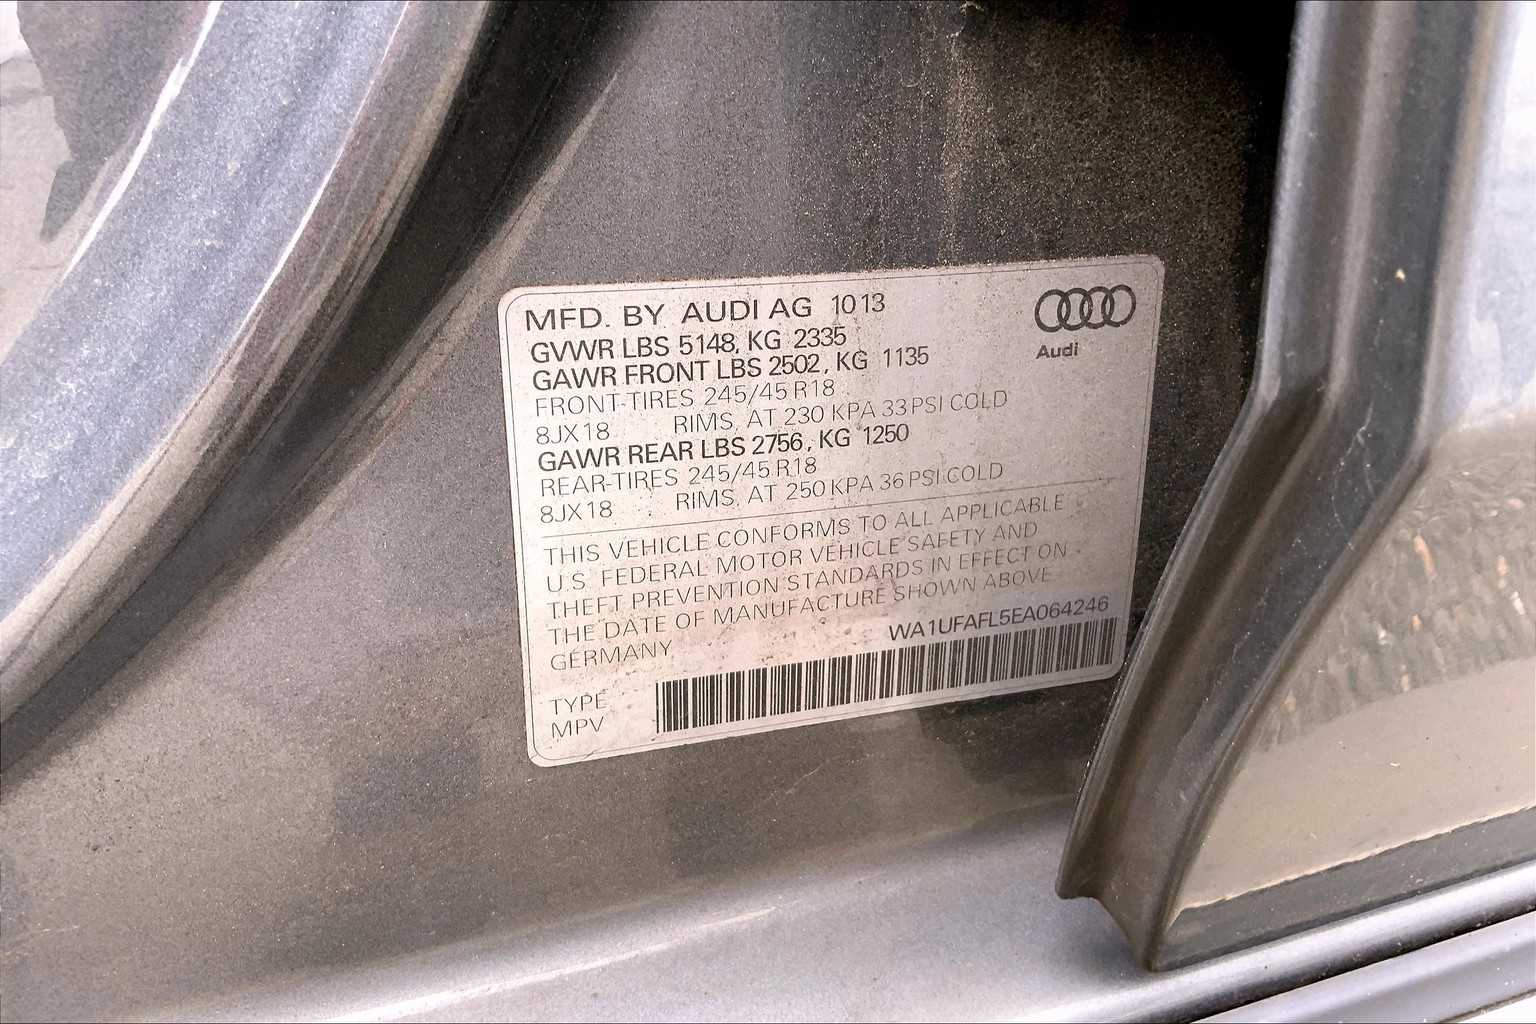 MFD. BY AUDI AG 10 13
GVWR LBS 5148, KG 2335
GAWR FRONT LBS 2502, KG 1135
FRONT-TIRES 245/45 R18
8JX18 RIMS, AT 230 KPA 33 PSI COLD
GAWR REAR LBS 2756, KG 1250
REAR-TIRES 245/45 R18
8JX18 RIMS, AT 250 KPA 36 PSI COLD
Audi
THIS VEHICLE CONFORMS TO ALL APPLICABLE
U.S. FEDERAL MOTOR VEHICLE SAFETY AND
THEFT PREVENTION STANDARDS IN EFFECT ON
THE DATE OF MANUFACTURE SHOWN ABOVE
GERMANY
WA1UFAFL5EA064246
TYPE
MPV